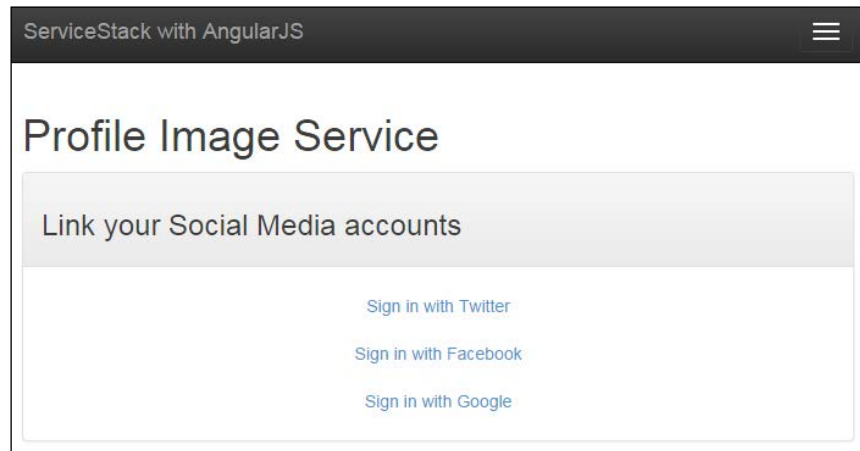 ServiceStack with AngularJS
Profile Image Service
Link your Social Media accounts
Sign in with Twitter
Sign in with Facebook
Sign in with Google